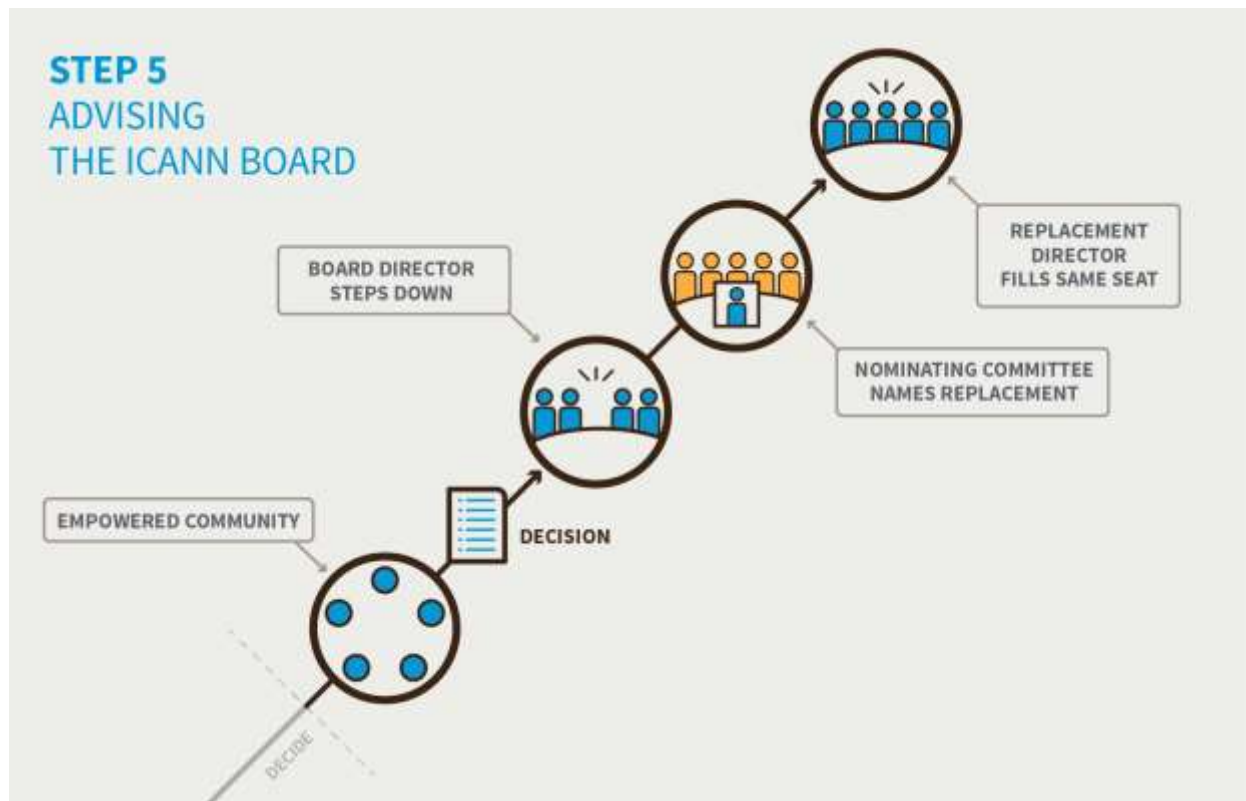 STEP 5
ADVISING
THE ICANN BOARD
REPLACEMENT
DIRECTOR
FILLS SAME SEAT
BOARD DIRECTOR
STEPS DOWN
NOMINATING COMMITTEE
NAMES REPLACEMENT
EMPOWERED COMMUNITY
DECISION
DECIDE